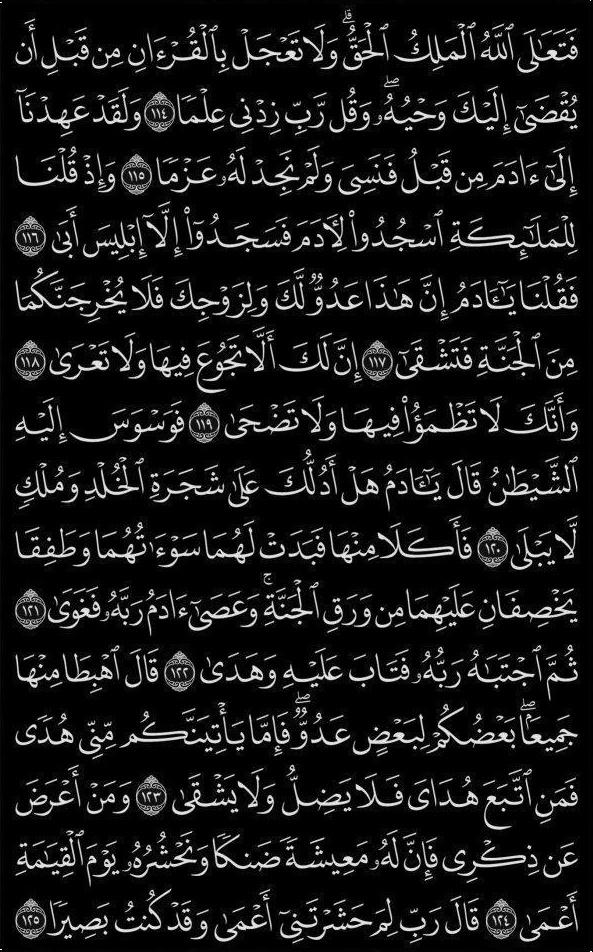 فَتَعَٰلَى ٱللَّهُ ٱلْمَلِكُ ٱلْحَقُّ ۗ وَلَا تَعْجَلْ بِٱلْقُرْءَانِ مِن قَبْلِ أَن
يُقْضَىٰٓ إِلَيْكَ وَحْيُهُۥ ۖ وَقُل رَّبِّ زِدْنِى عِلْمًا ١١٤ وَلَقَدْ عَهِدْنَآ
إِلَىٰٓ ءَادَمَ مِن قَبْلُ فَنَسِىَ وَلَمْ نَجِدْ لَهُۥ عَزْمًا ١١٥ وَإِذْ قُلْنَا
لِلْمَلَٰٓئِكَةِ ٱسْجُدُوا۟ لِءَادَمَ فَسَجَدُوٓا۟ إِلَّآ إِبْلِيسَ أَبَىٰ ١١٦
فَقُلْنَا يَٰٓـَٔادَمُ إِنَّ هَٰذَا عَدُوٌّ لَّكَ وَلِزَوْجِكَ فَلَا يُخْرِجَنَّكُمَا
مِنَ ٱلْجَنَّةِ فَتَشْقَىٰٓ ١١٧ إِنَّ لَكَ أَلَّا تَجُوعَ فِيهَا وَلَا تَعْرَىٰ ١١٨
وَأَنَّكَ لَا تَظْمَؤُا۟ فِيهَا وَلَا تَضْحَىٰ ١١٩ فَوَسْوَسَ إِلَيْهِ
ٱلشَّيْطَٰنُ قَالَ يَٰٓـَٔادَمُ هَلْ أَدُلُّكَ عَلَىٰ شَجَرَةِ ٱلْخُلْدِ وَمُلْكٍ
لَّا يَبْلَىٰ ١٢٠ فَأَكَلَا مِنْهَا فَبَدَتْ لَهُمَا سَوْءَٰتُهُمَا وَطَفِقَا
يَخْصِفَانِ عَلَيْهِمَا مِن وَرَقِ ٱلْجَنَّةِ ۚ وَعَصَىٰٓ ءَادَمُ رَبَّهُۥ فَغَوَىٰ ١٢١
ثُمَّ ٱجْتَبَٰهُ رَبُّهُۥ فَتَابَ عَلَيْهِ وَهَدَىٰ ١٢٢ قَالَ ٱهْبِطَا مِنْهَا
جَمِيعًۢا ۖ بَعْضُكُمْ لِبَعْضٍ عَدُوٌّ ۖ فَإِمَّا يَأْتِيَنَّكُم مِّنِّى هُدًى
فَمَنِ ٱتَّبَعَ هُدَاىَ فَلَا يَضِلُّ وَلَا يَشْقَىٰ ١٢٣ وَمَنْ أَعْرَضَ
عَن ذِكْرِى فَإِنَّ لَهُۥ مَعِيشَةً ضَنكًا وَنَحْشُرُهُۥ يَوْمَ ٱلْقِيَٰمَةِ
أَعْمَىٰ ١٢٤ قَالَ رَبِّ لِمَ حَشَرْتَنِىٓ أَعْمَىٰ وَقَدْ كُنتُ بَصِيرًا ١٢٥